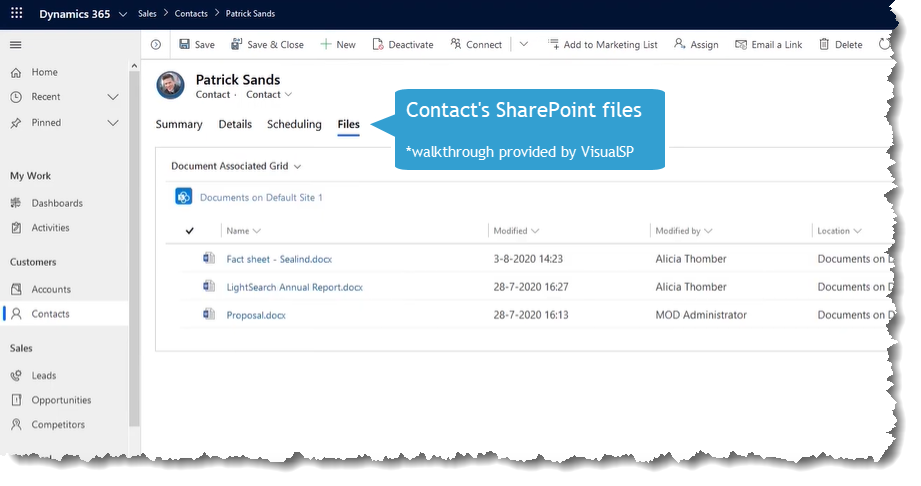 Dynamics 365 Sales > Contacts > Patrick Sands
Save Save & Close New Deactivate Connect Add to Marketing List Assign Email a Link Delete
Home
Recent
Pinned
My Work
Dashboards
Activities
Customers
Accounts
Contacts
Sales
Leads
Opportunities
Competitors
Patrick Sands
Contact · Contact
Summary Details Scheduling Files
Contact's SharePoint files
*walkthrough provided by VisualSP
Document Associated Grid
Documents on Default Site 1
Name Modified Modified by Location
Fact sheet - Sealind.docx 3-8-2020 14:23 Alicia Thomber Documents on D
LightSearch Annual Report.docx 28-7-2020 16:27 Alicia Thomber Documents on D
Proposal.docx 28-7-2020 16:13 MOD Administrator Documents on D